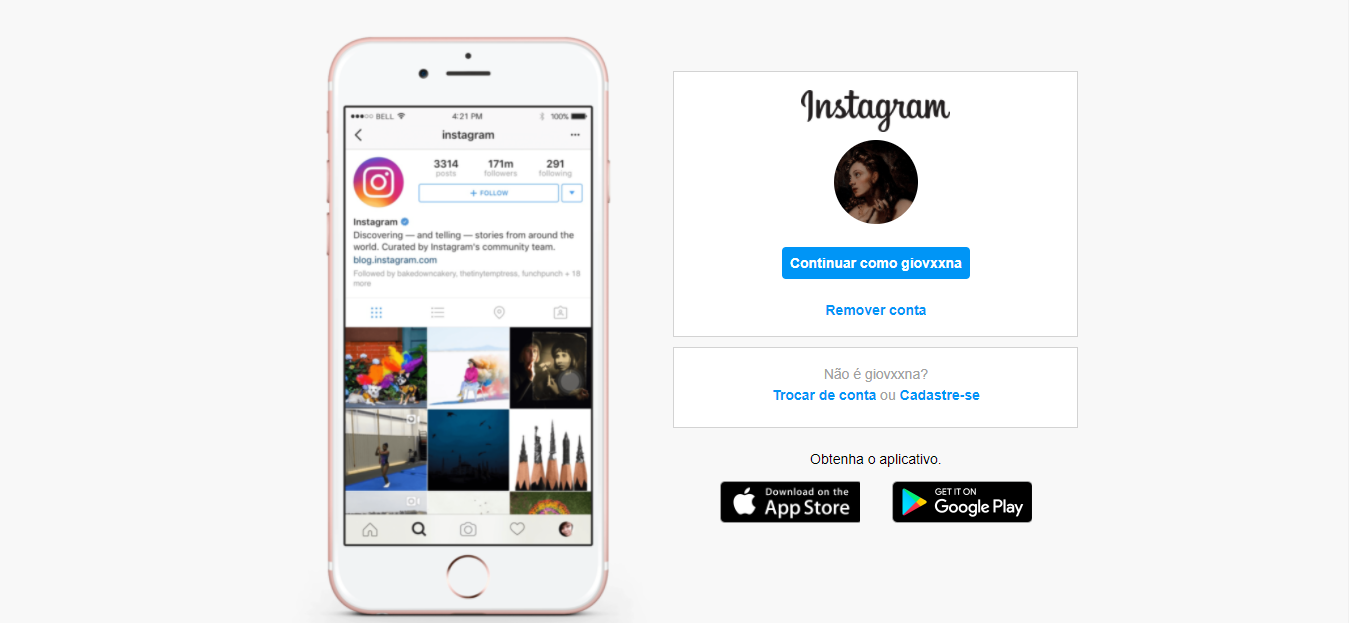 ●●●○○ BELL 4:21 PM 100%
instagram
3314 171m 291
posts followers following
+ FOLLOW
Instagram
Discovering — and telling — stories from around the
world. Curated by Instagram's community team.
blog.instagram.com
Followed by bakedowncakery, thetinytemptress, funchpunch + 18
more
Instagram
Continuar como giovxxna
Remover conta
Não é giovxxna?
Trocar de conta ou Cadastre-se
Obtenha o aplicativo.
Download on the
App Store
GET IT ON
Google Play